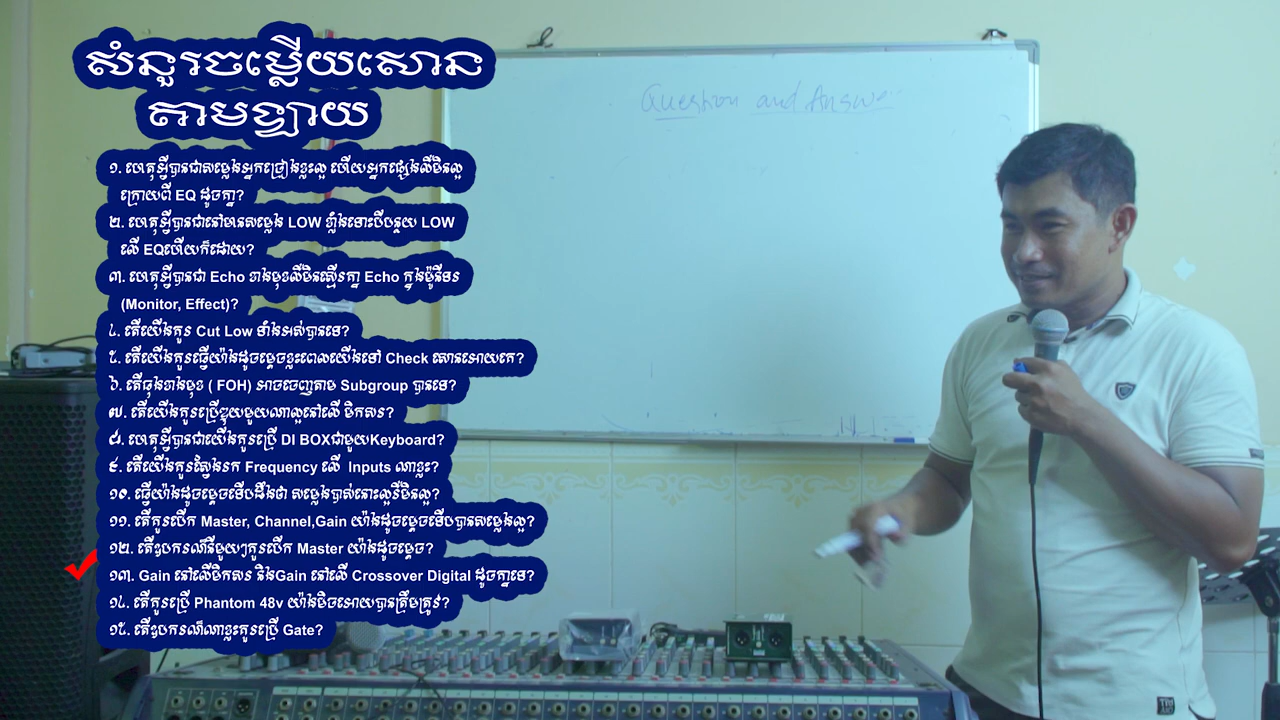 សំនួរចម្លើយសោន
តាមឡាយ
១. ហេតុអ្វីបានជាសម្លេងអ្នកច្រៀងខ្លះល្អ ហើយអ្នកផ្សេងលឺមិនល្អ
ក្រោយពី EQ ដូចគ្នា?
២. ហេតុអ្វីបានជានៅមានសម្លេង LOW ខ្លាំងទោះបីបន្ថយ LOW
លើ EQហើយក៏ដោយ?
៣. ហេតុអ្វីបានជា Echo ខាងមុខលឺមិនស្មើរគ្នា Echo ក្នុងម៉ូនីទរ
(Monitor, Effect)?
៤. តើយើងគួរ Cut Low ទាំងអស់បានទេ?
៥. តើយើងគួរធ្វើយ៉ាងដូចម្តេចខ្លះពេលយើងទៅ Check សោនអោយគេ?
៦. តើធុងខាងមុខ ( FOH) អាចចេញតាម Subgroup បានទេ?
៧. តើយើងគួរប្រើឌុយមួយណាល្អនៅលើ មិកសរ?
៨. ហេតុអ្វីបានជាយើងគួរប្រើ DI BOXជាមួយKeyboard?
៩. តើយើងគួរស្វែងរក Frequency លើ Inputs ណាខ្លះ?
១០. ធ្វើយ៉ាងដូចម្តេចទើបដឹងថា សម្លេងបាស់នោះល្អរឺមិនល្អ?
១១. តើគួរបើក Master, Channel,Gain យ៉ាងដូចម្តេចទើបបានសម្លេងល្អ?
១២. តើឧបករណ៍នីមួយៗគួរបើក Master យ៉ាងដូចម្តេច?
១៣. Gain នៅលើមិកសរ និងGain នៅលើ Crossover Digital ដូចគ្នាទេ?
១៤. តើគួរប្រើ Phantom 48v យ៉ាងមិចអោយបានត្រឹមត្រូវ?
១៥. តើឧបករណ៍ណាខ្លះគួរប្រើ Gate?
Question and Answer